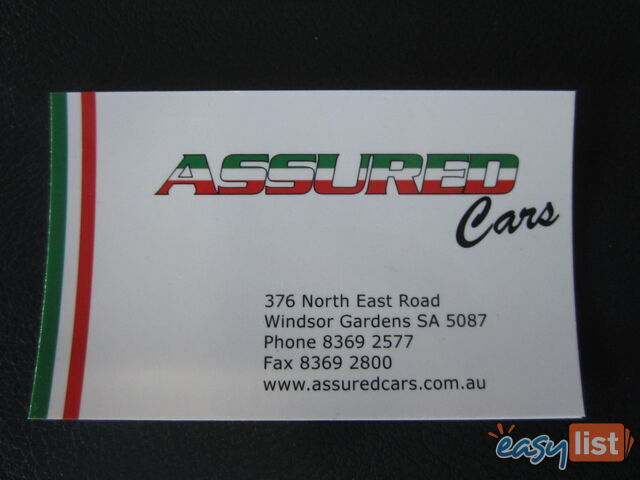 ASSURED
Cars
376 North East Road
Windsor Gardens SA 5087
Phone 8369 2577
Fax 8369 2800
www.assuredcars.com.au
easylist